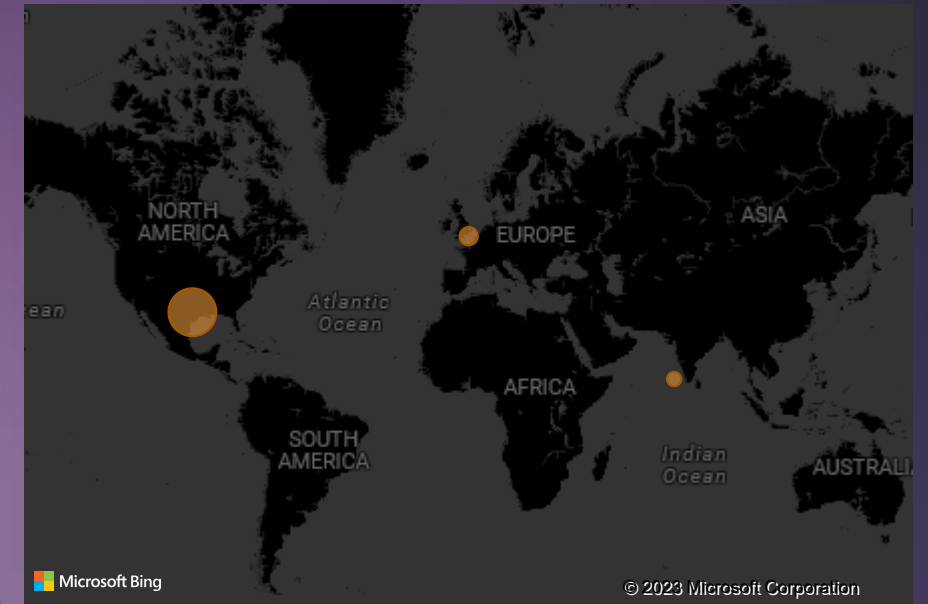 NORTH
AMERICA
ASIA
EUROPE
Atlantic
Ocean
ean
AFRICA
SOUTH
AMERICA
Indian
Ocean
AUSTRALI
Microsoft Bing
© 2023 Microsoft Corporation